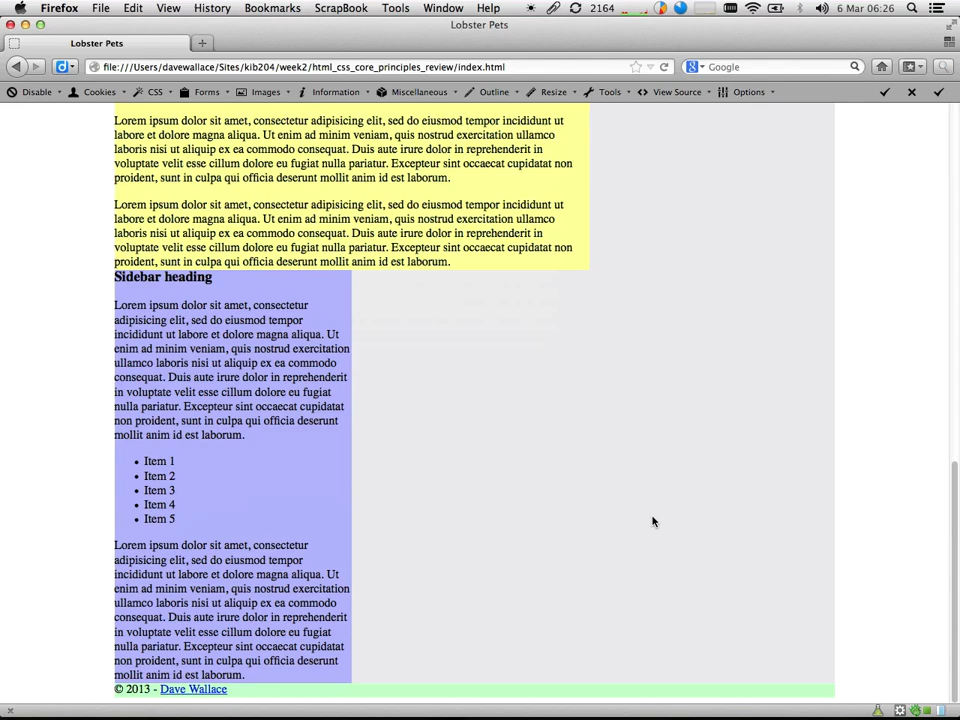 Firefox File Edit View History Bookmarks ScrapBook Tools Window Help 2164 6 Mar 06:26
Lobster Pets
Lobster Pets
file:///Users/davewallace/Sites/kib204/week2/html_css_core_principles_review/index.html Google
Disable Cookies CSS Forms Images Information Miscellaneous Outline Resize Tools View Source Options
Lorem ipsum dolor sit amet, consectetur adipisicing elit, sed do eiusmod tempor incididunt ut
labore et dolore magna aliqua. Ut enim ad minim veniam, quis nostrud exercitation ullamco
laboris nisi ut aliquip ex ea commodo consequat. Duis aute irure dolor in reprehenderit in
voluptate velit esse cillum dolore eu fugiat nulla pariatur. Excepteur sint occaecat cupidatat non
proident, sunt in culpa qui officia deserunt mollit anim id est laborum.
Lorem ipsum dolor sit amet, consectetur adipisicing elit, sed do eiusmod tempor incididunt ut
labore et dolore magna aliqua. Ut enim ad minim veniam, quis nostrud exercitation ullamco
laboris nisi ut aliquip ex ea commodo consequat. Duis aute irure dolor in reprehenderit in
voluptate velit esse cillum dolore eu fugiat nulla pariatur. Excepteur sint occaecat cupidatat non
proident, sunt in culpa qui officia deserunt mollit anim id est laborum.
Sidebar heading
Lorem ipsum dolor sit amet, consectetur
adipisicing elit, sed do eiusmod tempor
incididunt ut labore et dolore magna aliqua. Ut
enim ad minim veniam, quis nostrud exercitation
ullamco laboris nisi ut aliquip ex ea commodo
consequat. Duis aute irure dolor in reprehenderit
in voluptate velit esse cillum dolore eu fugiat
nulla pariatur. Excepteur sint occaecat cupidatat
non proident, sunt in culpa qui officia deserunt
mollit anim id est laborum.
• Item 1
• Item 2
• Item 3
• Item 4
• Item 5
Lorem ipsum dolor sit amet, consectetur
adipisicing elit, sed do eiusmod tempor
incididunt ut labore et dolore magna aliqua. Ut
enim ad minim veniam, quis nostrud exercitation
ullamco laboris nisi ut aliquip ex ea commodo
consequat. Duis aute irure dolor in reprehenderit
in voluptate velit esse cillum dolore eu fugiat
nulla pariatur. Excepteur sint occaecat cupidatat
non proident, sunt in culpa qui officia deserunt
mollit anim id est laborum.
© 2013 - Dave Wallace